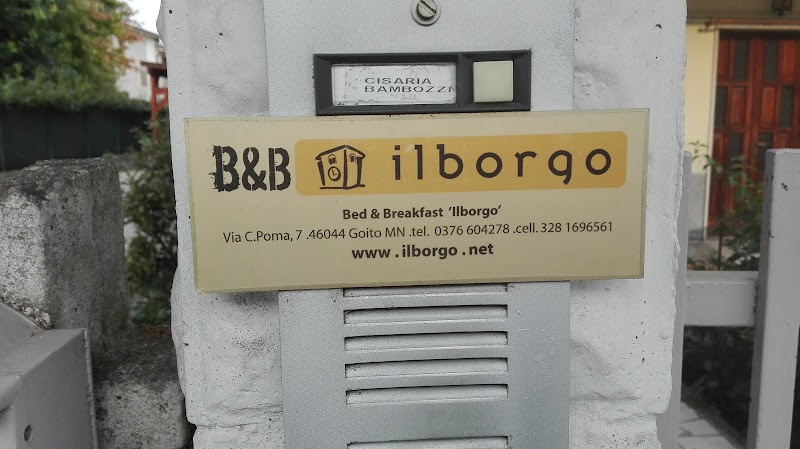 CISARIA
BAMBOZZI
B&B ilborgo
Bed & Breakfast 'Ilborgo'
Via C.Poma, 7 .46044 Goito MN .tel. 0376 604278 .cell. 328 1696561
www.ilborgo.net